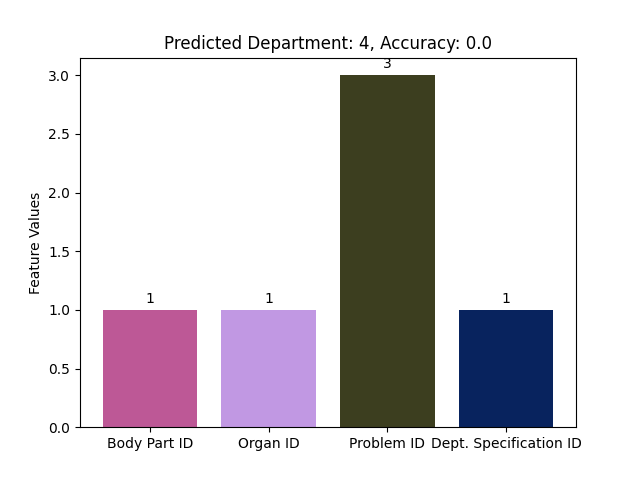 Predicted Department: 4, Accuracy: 0.0
3.0
2.5
2.0
1.5
1.0
0.5
0.0
Feature Values
1
1
3
1
Body Part ID
Organ ID
Problem ID
Dept. Specification ID